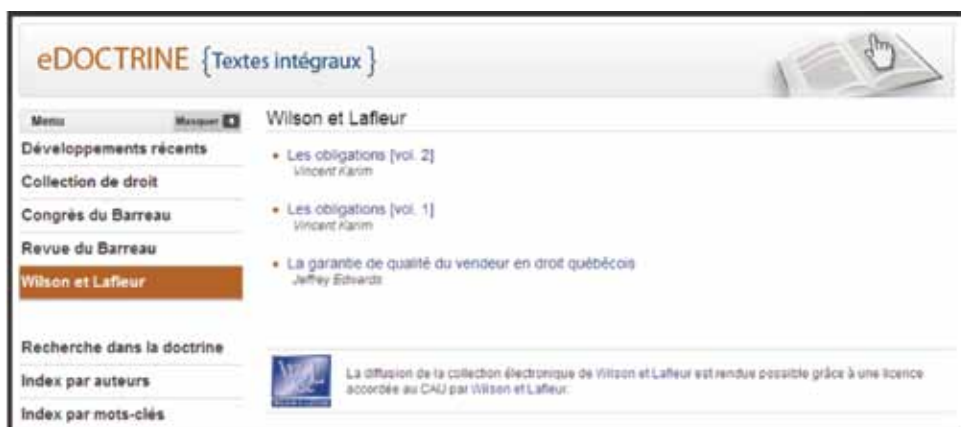 eDOCTRINE {Textes intégraux }
Menu
Masquer
Développements récents
Collection de droit
Congrès du Barreau
Revue du Barreau
Wilson et Lafleur
Recherche dans la doctrine
Index par auteurs
Index par mots-clés
Wilson et Lafleur
Les obligations [vol. 2]
Vincent Karim
Les obligations [vol. 1]
Vincent Karim
La garantie de qualité du vendeur en droit québécois
Jeffrey Edwards
La diffusion de la collection électronique de Wilson et Lafleur est rendue possible grâce à une licence
accordée au CAIJ par Wilson et Lafleur.